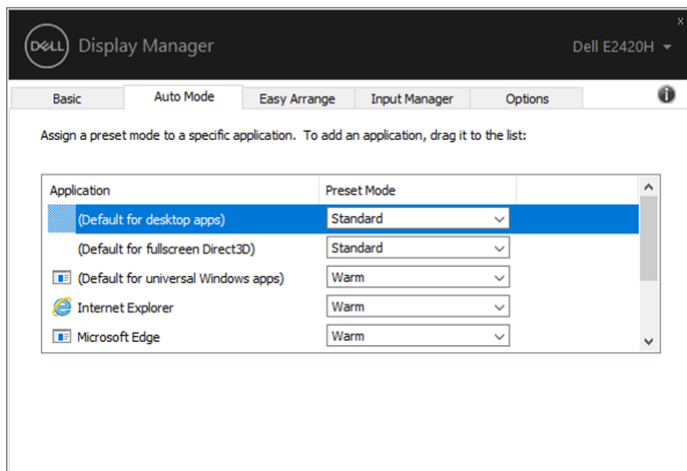 x
DELL Display Manager Dell E2420H
Basic Auto Mode Easy Arrange Input Manager Options i
Assign a preset mode to a specific application. To add an application, drag it to the list:
Application Preset Mode
(Default for desktop apps) Standard
(Default for fullscreen Direct3D) Standard
(Default for universal Windows apps) Warm
Internet Explorer Warm
Microsoft Edge Warm